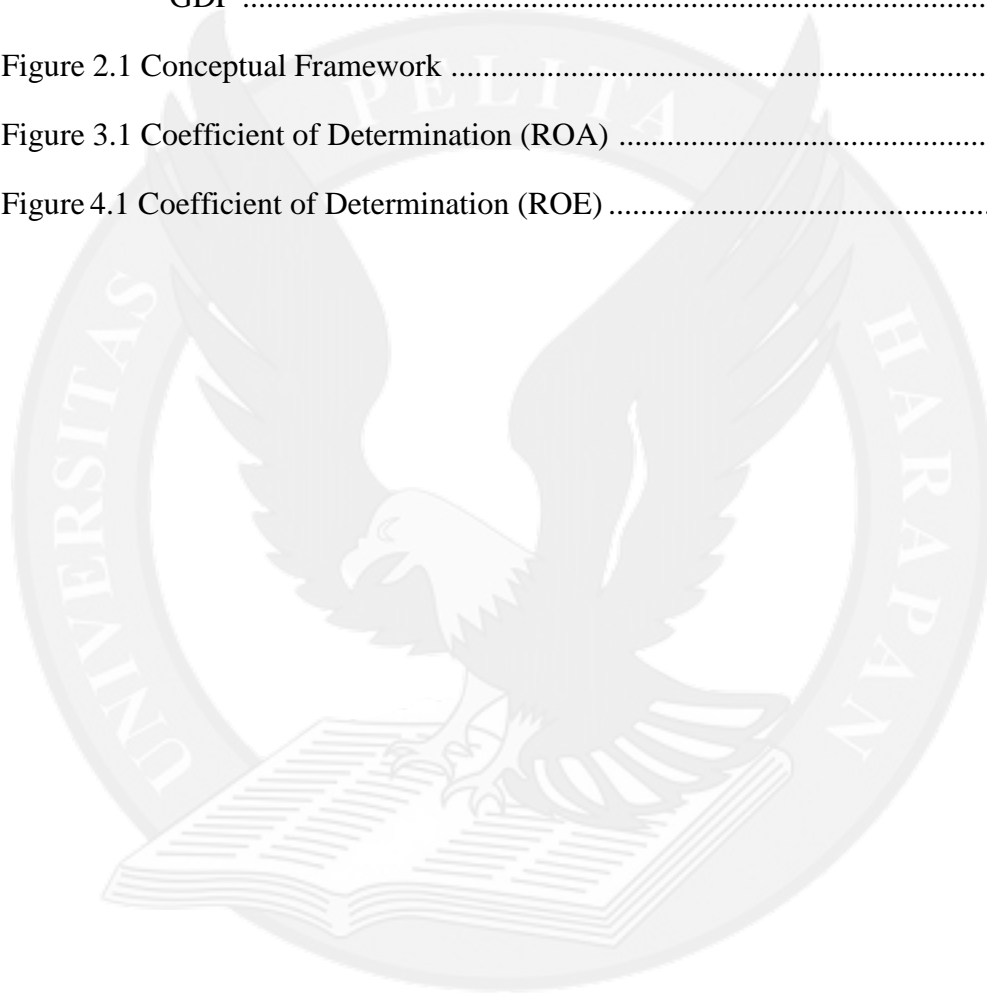 GDP ........................................................................................................
Figure 2.1 Conceptual Framework ....................................................................
Figure 3.1 Coefficient of Determination (ROA) ...............................................
Figure 4.1 Coefficient of Determination (ROE) ................................................
UNIVERSITAS PELITA HARAPAN